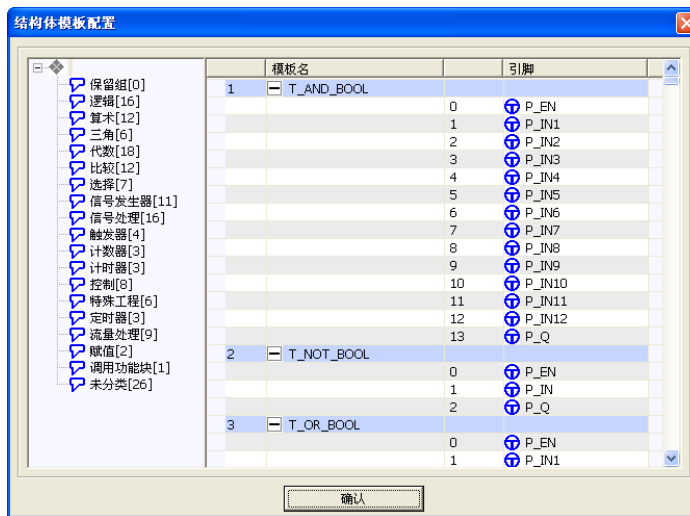 结构体模板配置
模板名 引脚
保留组[0]
逻辑[16]
算术[12]
三角[6]
代数[18]
比较[12]
选择[7]
信号发生器[11]
信号处理[16]
触发器[4]
计数器[3]
计时器[3]
控制[8]
特殊工程[6]
定时器[3]
流量处理[9]
赋值[2]
调用功能块[1]
未分类[26]
1 T_AND_BOOL
0 P_EN
1 P_IN1
2 P_IN2
3 P_IN3
4 P_IN4
5 P_IN5
6 P_IN6
7 P_IN7
8 P_IN8
9 P_IN9
10 P_IN10
11 P_IN11
12 P_IN12
13 P_Q
2 T_NOT_BOOL
0 P_EN
1 P_IN
2 P_Q
3 T_OR_BOOL
0 P_EN
1 P_IN1
确认